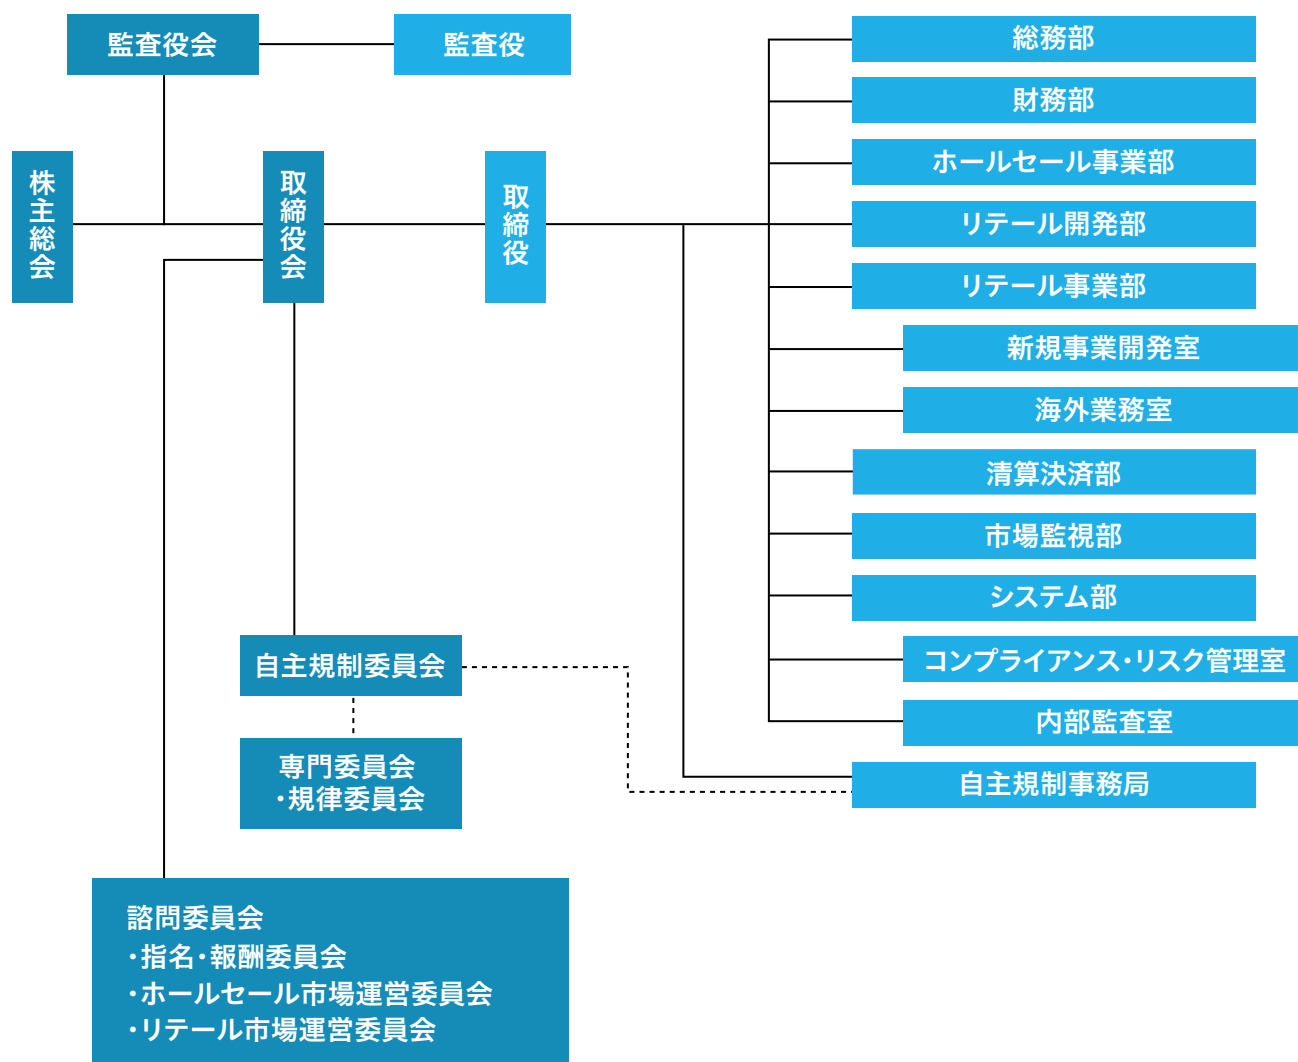 監査役会
監査役
株主総会
取締役会
取締役
総務部
財務部
ホールセール事業部
リテール開発部
リテール事業部
新規事業開発室
海外業務室
清算決済部
市場監視部
システム部
コンプライアンス・リスク管理室
内部監査室
自主規制事務局
自主規制委員会
専門委員会
・規律委員会
諮問委員会
・指名・報酬委員会
・ホールセール市場運営委員会
・リテール市場運営委員会